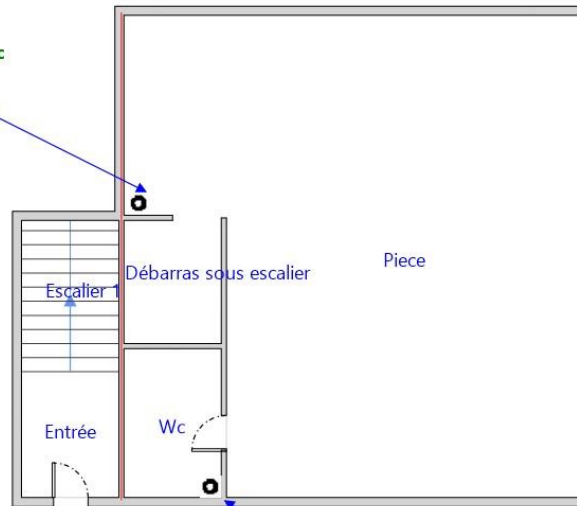 c
Débarras sous escalier
Piece
Escalier 1
Wc
Entrée